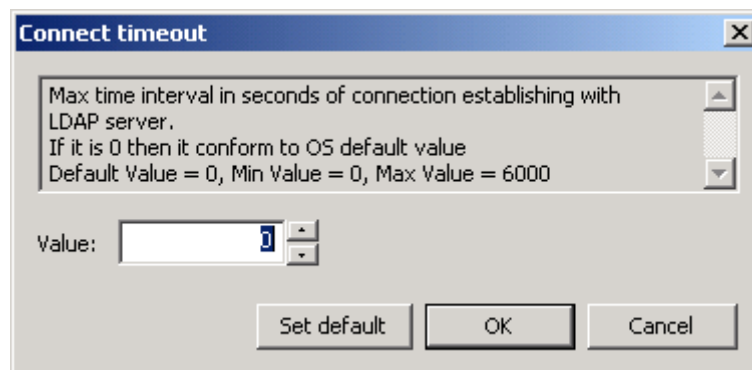 Connect timeout
Max time interval in seconds of connection establishing with
LDAP server.
If it is 0 then it conform to OS default value
Default Value = 0, Min Value = 0, Max Value = 6000
Value: 0
Set default OK Cancel